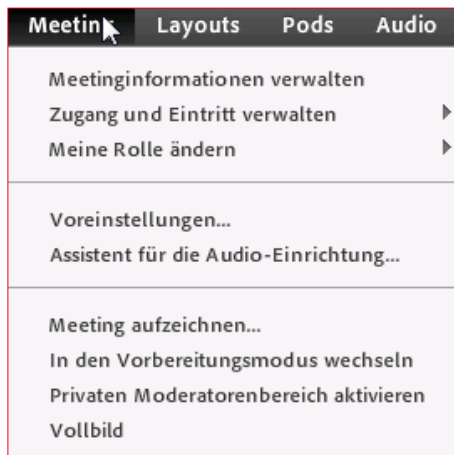 Meeting Layouts Pods Audio
Meetinginformationen verwalten
Zugang und Eintritt verwalten
Meine Rolle ändern
Voreinstellungen...
Assistent für die Audio-Einrichtung...
Meeting aufzeichnen...
In den Vorbereitungsmodus wechseln
Privaten Moderatorenbereich aktivieren
Vollbild